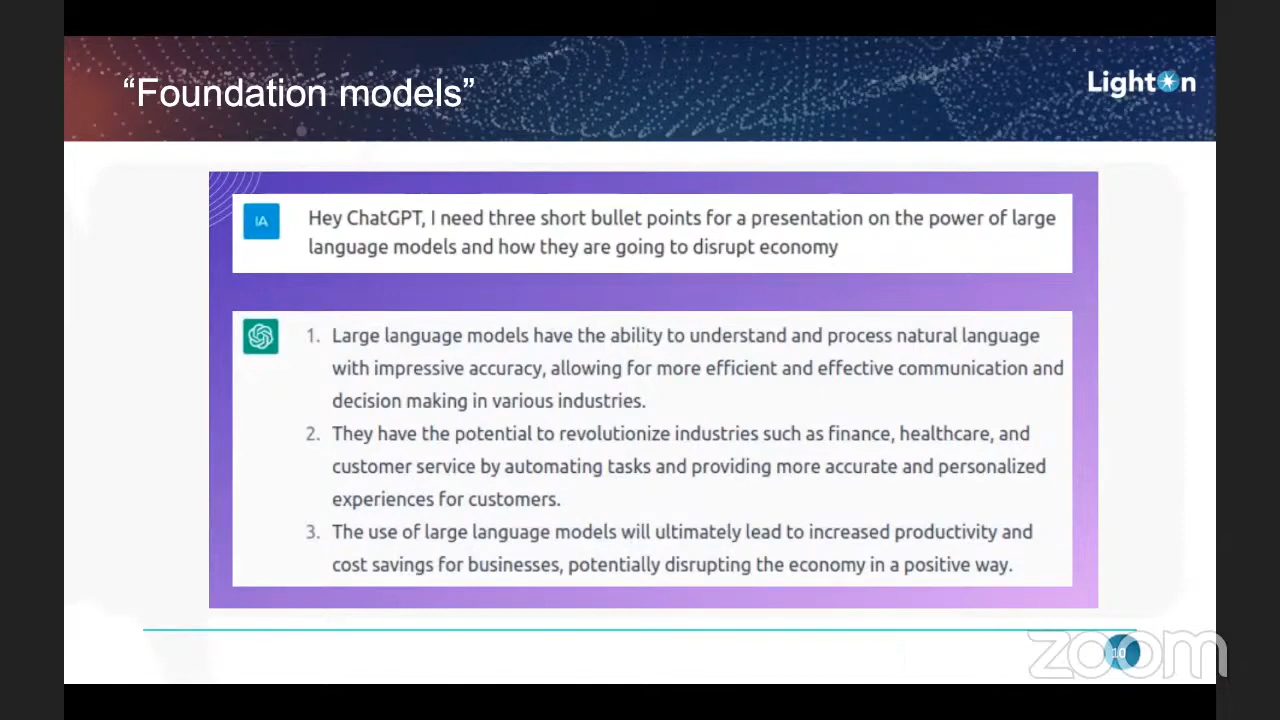 “Foundation models”
LightOn
IA
Hey ChatGPT, I need three short bullet points for a presentation on the power of large
language models and how they are going to disrupt economy
1. Large language models have the ability to understand and process natural language
with impressive accuracy, allowing for more efficient and effective communication and
decision making in various industries.
2. They have the potential to revolutionize industries such as finance, healthcare, and
customer service by automating tasks and providing more accurate and personalized
experiences for customers.
3. The use of large language models will ultimately lead to increased productivity and
cost savings for businesses, potentially disrupting the economy in a positive way.
zoom
10